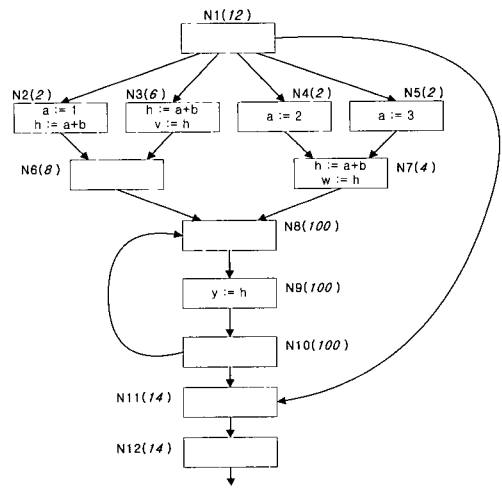 N1(12)
N2(2)
N3(6)
N4(2)
N5(2)
a := 1
h := a+b
h := a+b
v := h
a := 2
a := 3
N6(8)
h := a+b
w := h
N7(4)
N8(100)
y := h
N9(100)
N10(100)
N11(14)
N12(14)